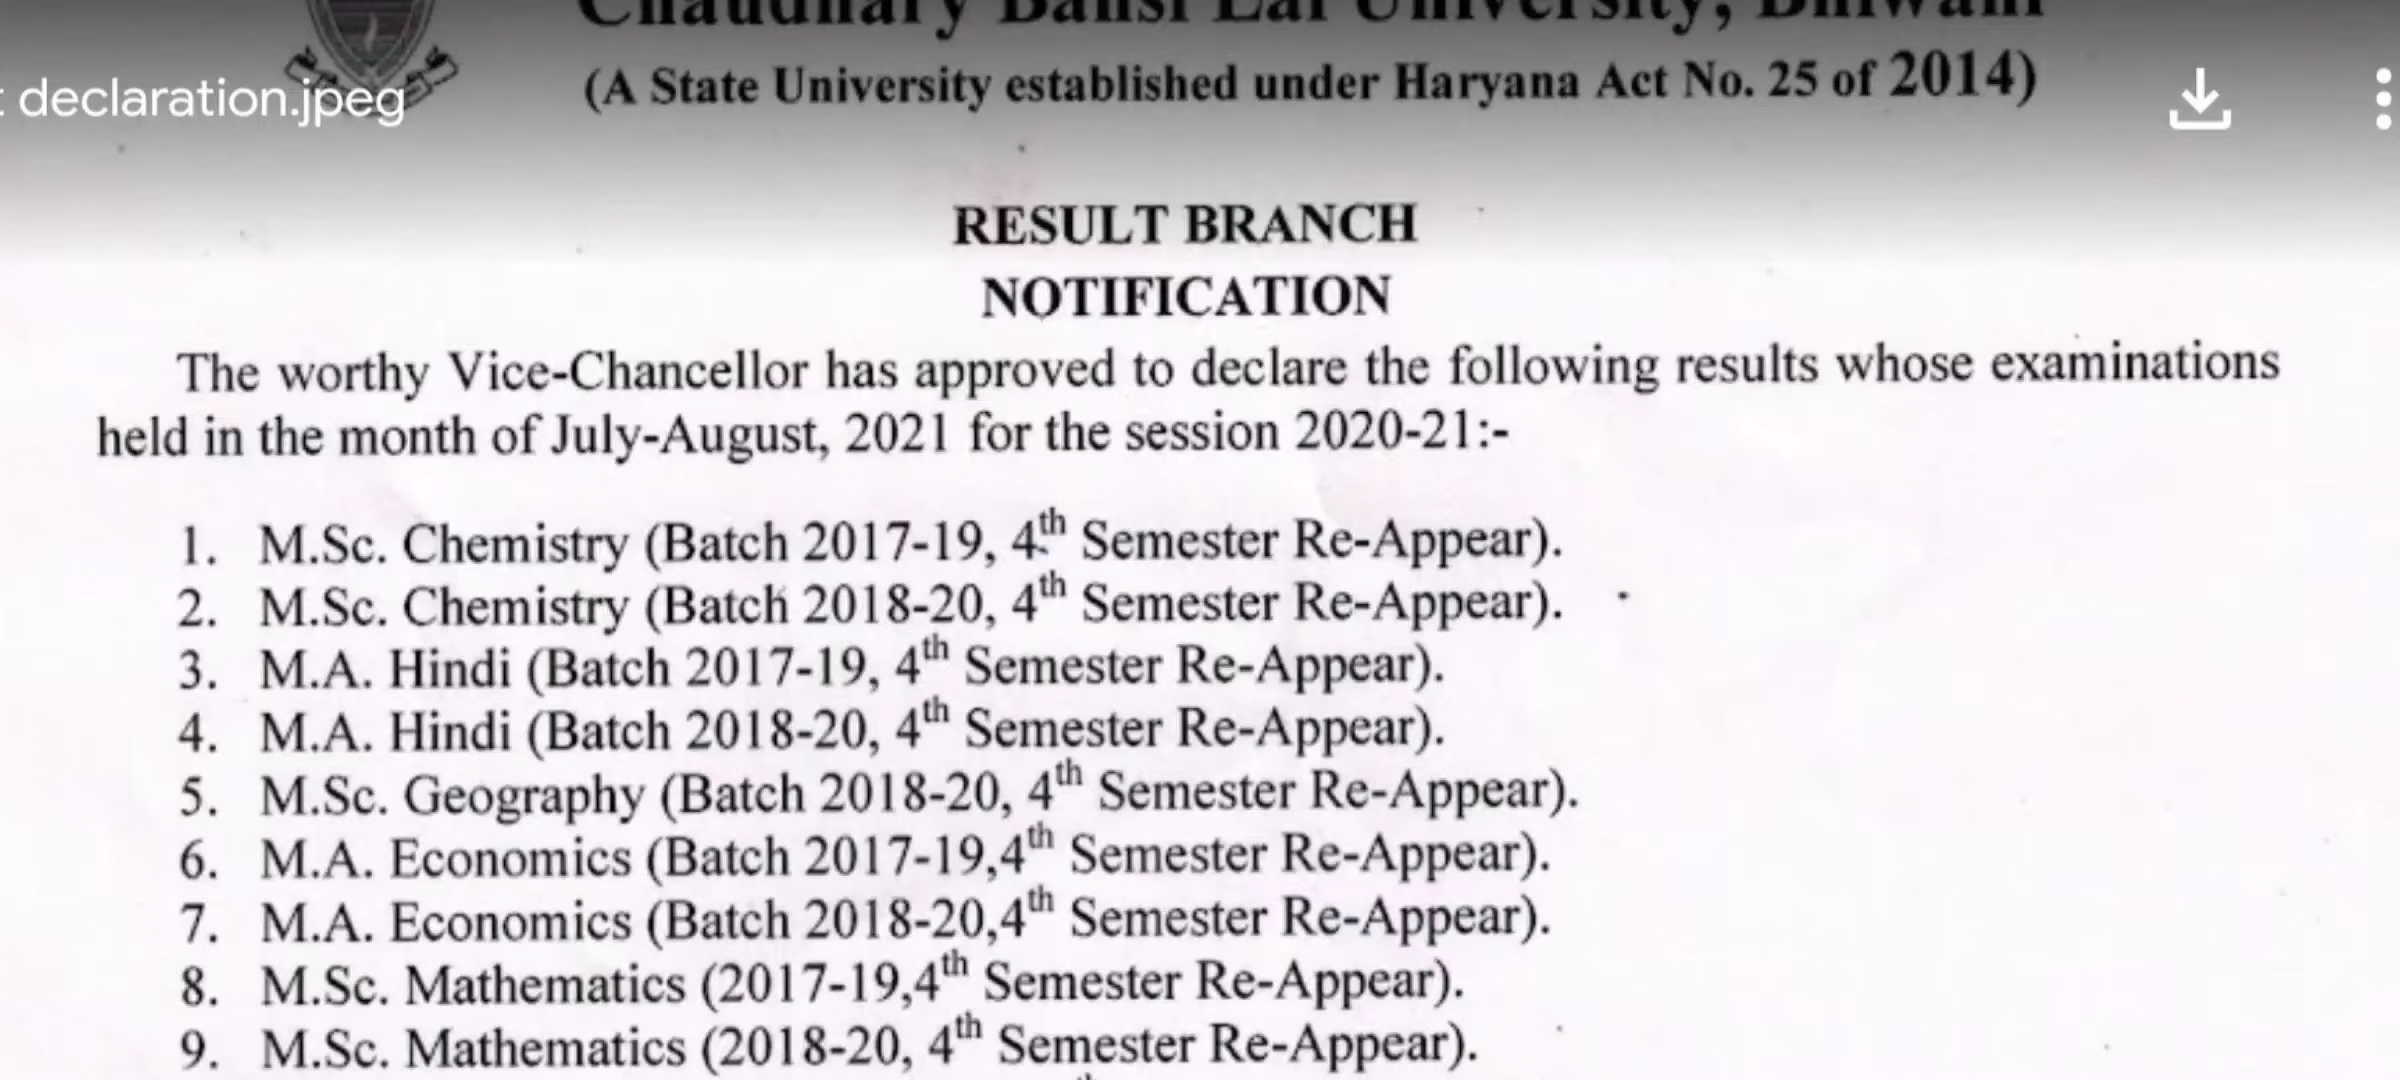 Chaudhary Bansi Lal University, Bhiwani
(A State University established under Haryana Act No. 25 of 2014)
declaration.jpeg
RESULT BRANCH
NOTIFICATION
The worthy Vice-Chancellor has approved to declare the following results whose examinations
held in the month of July-August, 2021 for the session 2020-21:-
1. M.Sc. Chemistry (Batch 2017-19, 4th Semester Re-Appear).
2. M.Sc. Chemistry (Batch 2018-20, 4th Semester Re-Appear).
3. M.A. Hindi (Batch 2017-19, 4th Semester Re-Appear).
4. M.A. Hindi (Batch 2018-20, 4th Semester Re-Appear).
5. M.Sc. Geography (Batch 2018-20, 4th Semester Re-Appear).
6. M.A. Economics (Batch 2017-19,4th Semester Re-Appear).
7. M.A. Economics (Batch 2018-20,4th Semester Re-Appear).
8. M.Sc. Mathematics (2017-19,4th Semester Re-Appear).
9. M.Sc. Mathematics (2018-20, 4th Semester Re-Appear).